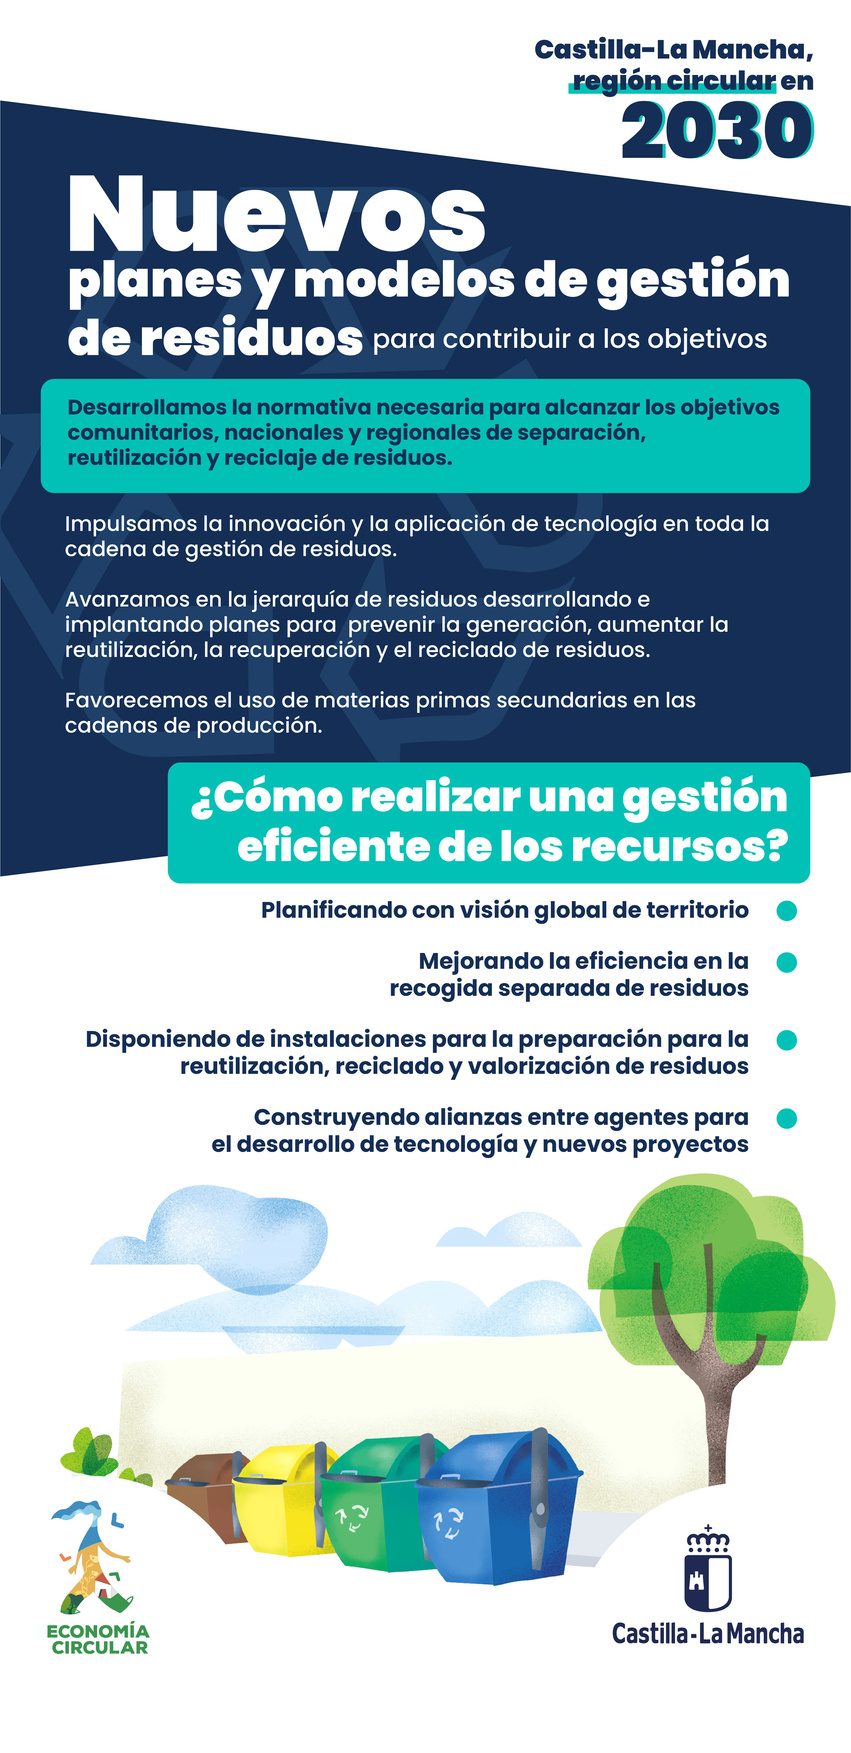 Castilla-La Mancha,
región circular en
2030
Nuevos
planes y modelos de gestión
de residuos para contribuir a los objetivos
Desarrollamos la normativa necesaria para alcanzar los objetivos
comunitarios, nacionales y regionales de separación,
reutilización y reciclaje de residuos.
Impulsamos la innovación y la aplicación de tecnología en toda la
cadena de gestión de residuos.
Avanzamos en la jerarquía de residuos desarrollando e
implantando planes para prevenir la generación, aumentar la
reutilización, la recuperación y el reciclado de residuos.
Favorecemos el uso de materias primas secundarias en las
cadenas de producción.
¿Cómo realizar una gestión
eficiente de los recursos?
Planificando con visión global de territorio
Mejorando la eficiencia en la
recogida separada de residuos
Disponiendo de instalaciones para la preparación para la
reutilización, reciclado y valorización de residuos
Construyendo alianzas entre agentes para
el desarrollo de tecnología y nuevos proyectos
ECONOMÍA
CIRCULAR
Castilla-La Mancha